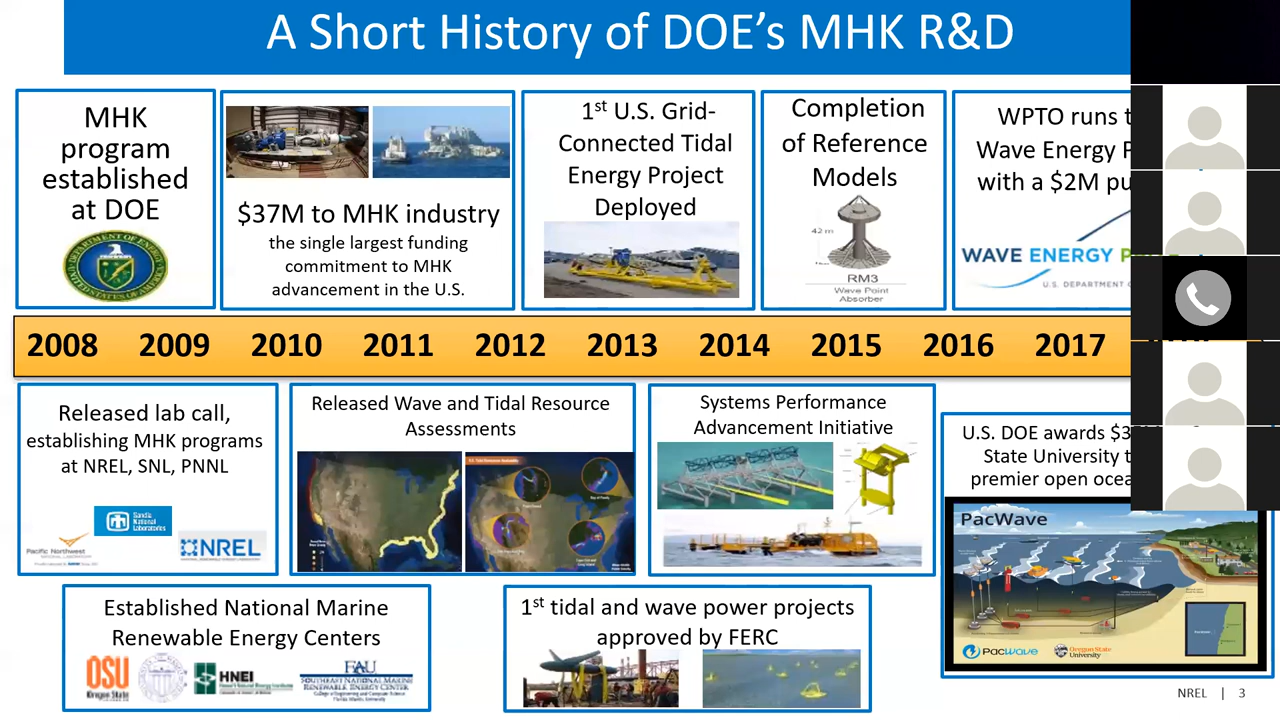 A Short History of DOE's MHK R&D
MHK
program
established
at DOE
$37M to MHK industry
the single largest funding
commitment to MHK
advancement in the U.S.
1st U.S. Grid-
Connected Tidal
Energy Project
Deployed
Completion
of Reference
Models
42 m
RM3
Wave Point
Absorber
WPTO runs t
Wave Energy P
with a $2M pu
WAVE ENERGY P
U.S. DEPARTMENT
2008 2009 2010 2011 2012 2013 2014 2015 2016 2017
Released lab call,
establishing MHK programs
at NREL, SNL, PNNL
Sandia
National
Laboratories
Pacific Northwest
NREL
Released Wave and Tidal Resource
Assessments
Systems Performance
Advancement Initiative
U.S. DOE awards $3
State University t
premier open ocea
PacWave
PacWave
Oregon State
University
Established National Marine
Renewable Energy Centers
OSU
Oregon State
HNEI
FAU
SOUTHEAST NATIONAL MARINE
RENEWABLE ENERGY CENTER
1st tidal and wave power projects
approved by FERC
NREL | 3